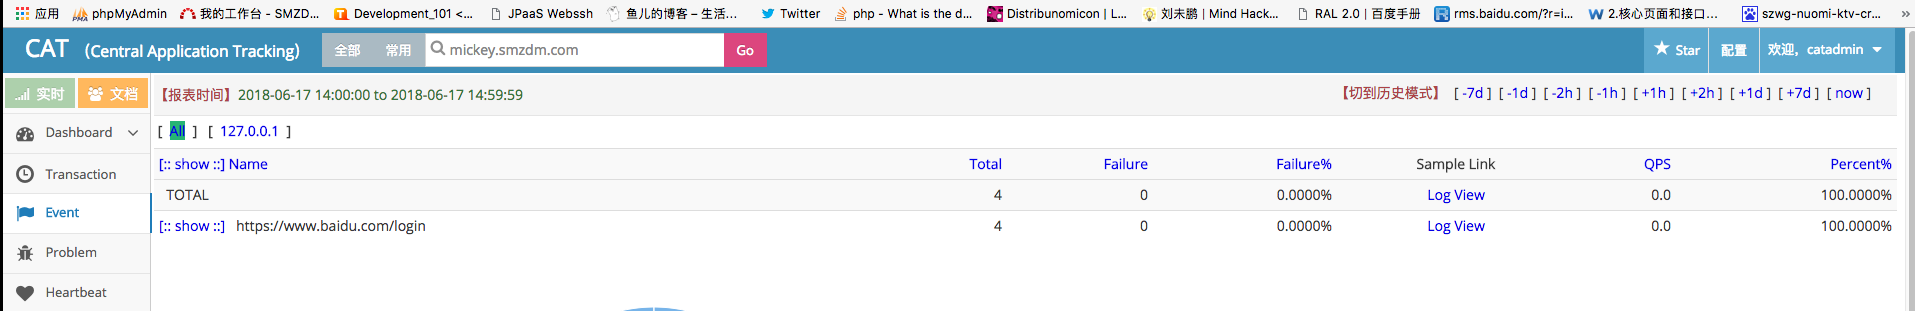 应用 phpMyAdmin 我的工作台 - SMZD... Development_101 <... JPaaS Webssh 鱼儿的博客 – 生活... Twitter php - What is the d... Distribunomicon | L... 刘未鹏 | Mind Hack... RAL 2.0 | 百度手册 rms.baidu.com/?r=i... 2.核心页面和接口... szwg-nuomi-ktv-cr... »
CAT (Central Application Tracking) 全部 常用 mickey.smzdm.com Go Star 配置 欢迎，catadmin
实时 文档 【报表时间】2018-06-17 14:00:00 to 2018-06-17 14:59:59 【切到历史模式】 [ -7d ] [ -1d ] [ -2h ] [ -1h ] [ +1h ] [ +2h ] [ +1d ] [ +7d ] [ now ]
Dashboard [ All ] [ 127.0.0.1 ]
Transaction [:: show ::] Name Total Failure Failure% Sample Link QPS Percent%
TOTAL 4 0 0.0000% Log View 0.0 100.0000%
Event [:: show ::] https://www.baidu.com/login 4 0 0.0000% Log View 0.0 100.0000%
Problem
Heartbeat